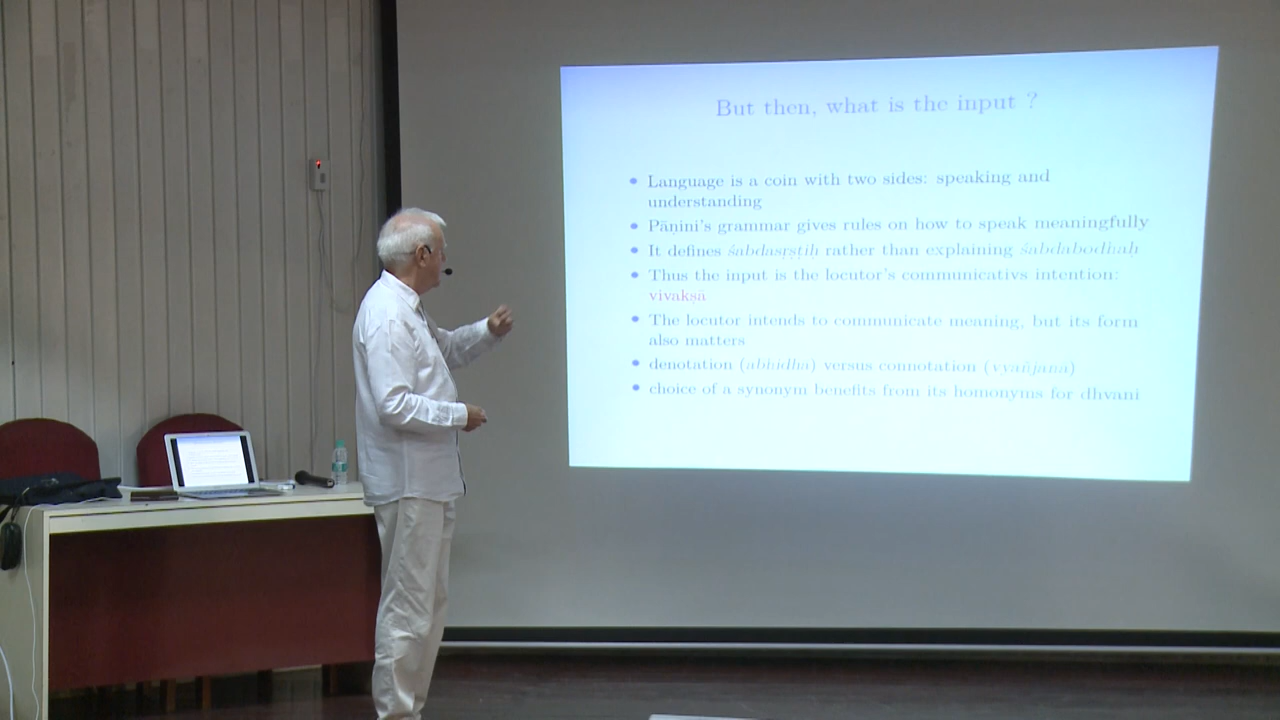 But then, what is the input ?
• Language is a coin with two sides: speaking and
understanding
• Pāṇini's grammar gives rules on how to speak meaningfully
• It defines śabdasṛṣṭiḥ rather than explaining śabdabodhaḥ
• Thus the input is the locutor's communicativs intention:
vivakṣā
• The locutor intends to communicate meaning, but its form
also matters
• denotation (abhidhā) versus connotation (vyañjanā)
• choice of a synonym benefits from its homonyms for dhvani